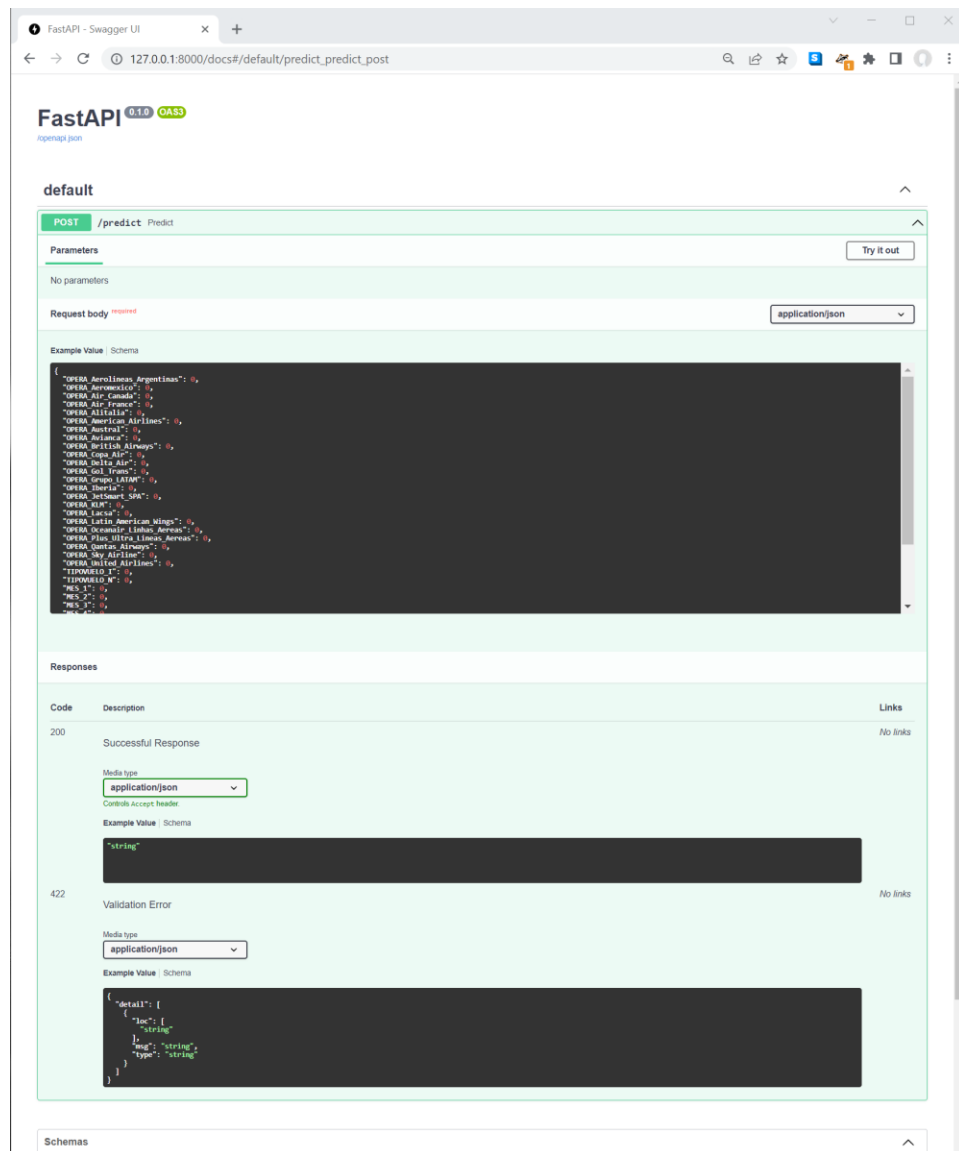 FastAPI - Swagger UI
127.0.0.1:8000/docs#/default/predict_predict_post
S
1
FastAPI 0.1.0 OAS3
/openapi.json
default
POST /predict Predict
Parameters
Try it out
No parameters
Request body required
application/json
Example Value | Schema
{
"OPERA_Aerolineas_Argentinas": 0,
"OPERA_Aeromexico": 0,
"OPERA_Air_Canada": 0,
"OPERA_Air_France": 0,
"OPERA_Alitalia": 0,
"OPERA_American_Airlines": 0,
"OPERA_Austral": 0,
"OPERA_Avianca": 0,
"OPERA_British_Airways": 0,
"OPERA_Copa_Air": 0,
"OPERA_Delta_Air": 0,
"OPERA_Gol_Trans": 0,
"OPERA_Grupo_LATAM": 0,
"OPERA_Iberia": 0,
"OPERA_JetSmart_SPA": 0,
"OPERA_KLM": 0,
"OPERA_Lacsa": 0,
"OPERA_Latin_American_Wings": 0,
"OPERA_Oceanair_Linhas_Aereas": 0,
"OPERA_Plus_Ultra_Lineas_Aereas": 0,
"OPERA_Qantas_Airways": 0,
"OPERA_Sky_Airline": 0,
"OPERA_United_Airlines": 0,
"TIPOVUELO_I": 0,
"TIPOVUELO_N": 0,
"MES_1": 0,
"MES_2": 0,
"MES_3": 0,
"MES_4": 0,
Responses
Code Description Links
200 Successful Response No links
Media type
application/json
Controls Accept header.
Example Value | Schema
"string"
422 Validation Error No links
Media type
application/json
Example Value | Schema
{
"detail": [
{
"loc": [
"string"
],
"msg": "string",
"type": "string"
}
]
}
Schemas